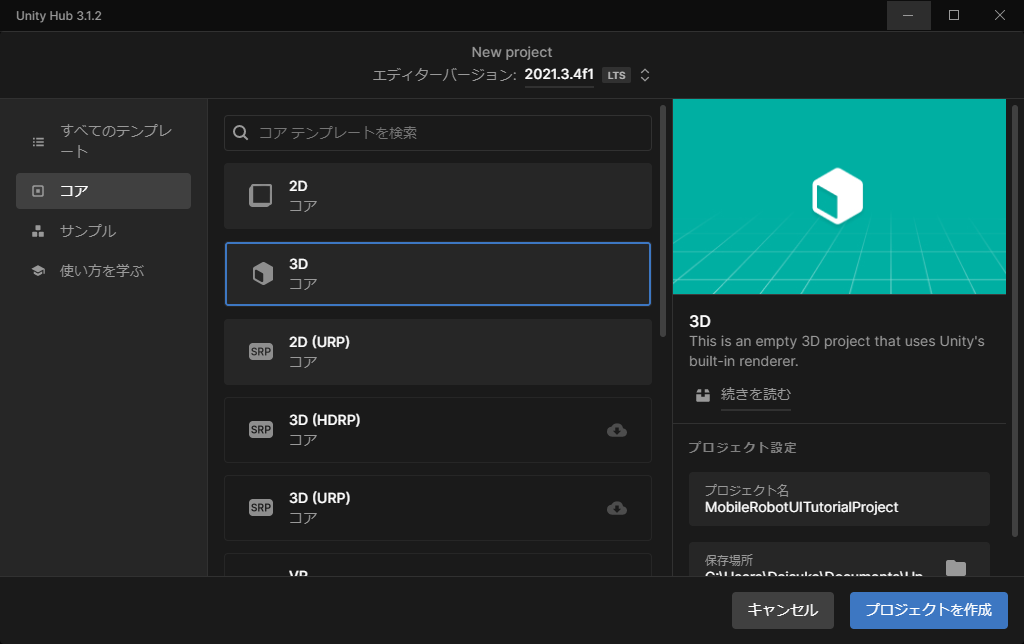 Unity Hub 3.1.2
New project
エディターバージョン: 2021.3.4f1 LTS
すべてのテンプレ
ート
コア
サンプル
使い方を学ぶ
コア テンプレートを検索
2D
コア
3D
コア
SRP
2D (URP)
コア
SRP
3D (HDRP)
コア
SRP
3D (URP)
コア
VR
3D
This is an empty 3D project that uses Unity's
built-in renderer.
続きを読む
プロジェクト設定
プロジェクト名
MobileRobotUITutorialProject
保存場所
C:\Users\Daisuke\Documents\Un
キャンセル
プロジェクトを作成